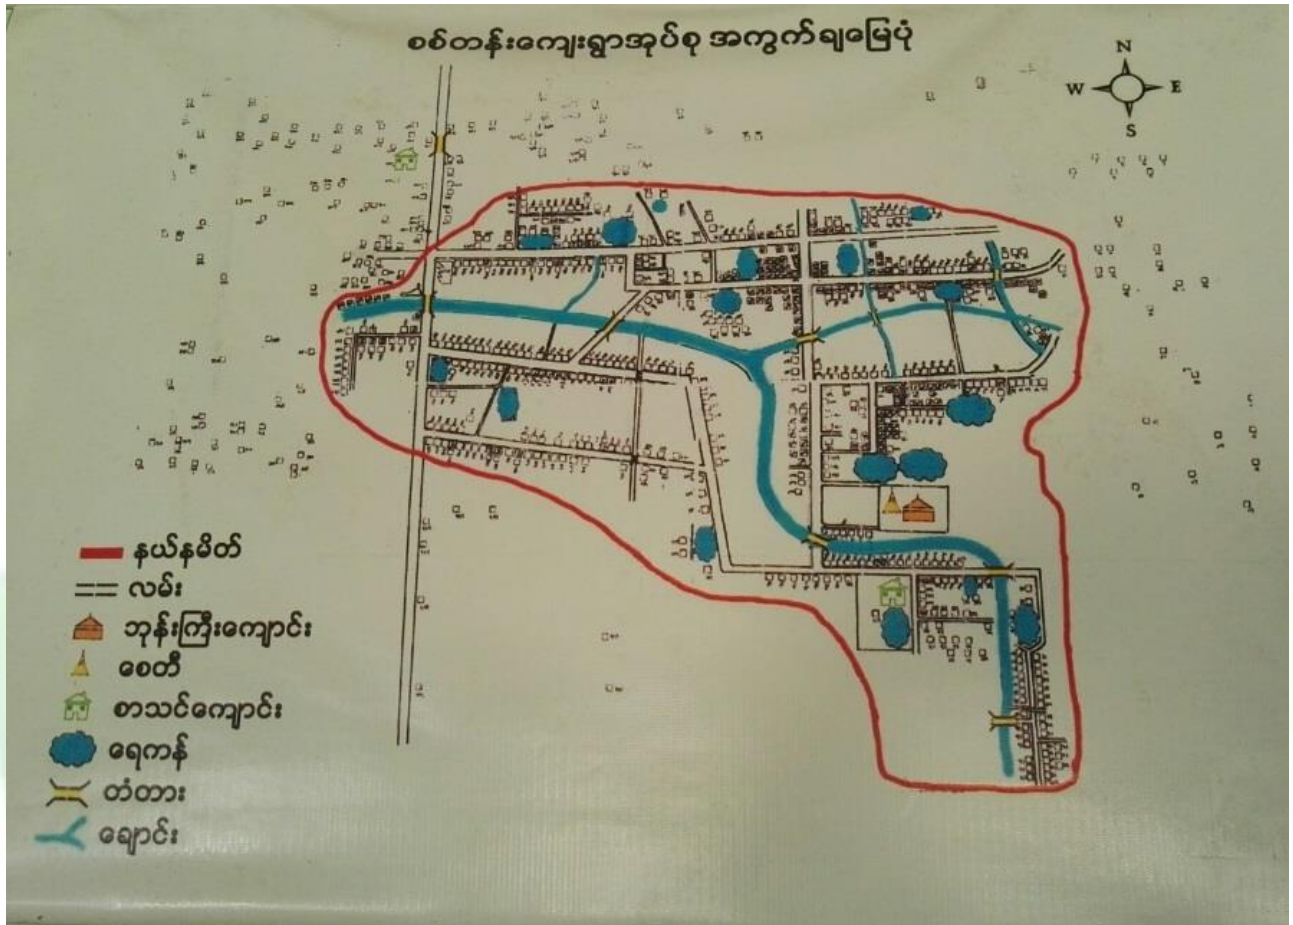 စစ်တန်းကျေးရွာအုပ်စု အကွက်ချမြေပုံ
N
W E
S
နယ်နမိတ်
လမ်း
ဘုန်းကြီးကျောင်း
စေတီ
စာသင်ကျောင်း
ရေကန်
တံတား
ချောင်း